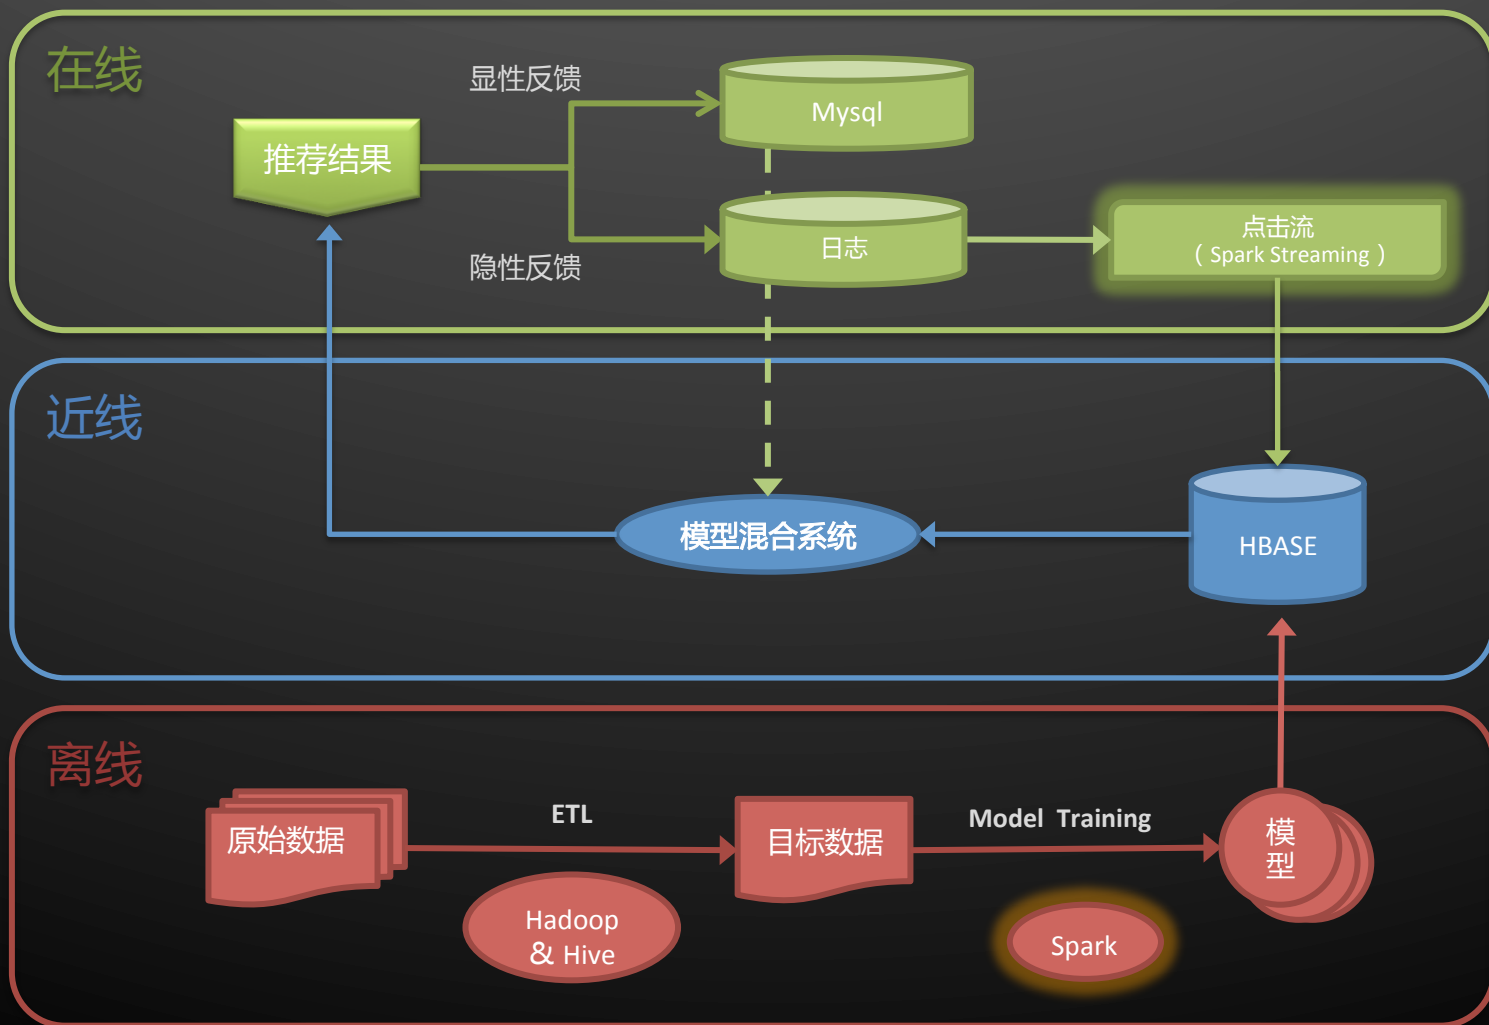 在线
显性反馈
Mysql
推荐结果
隐性反馈
日志
点击流
（ Spark Streaming ）
近线
模型混合系统
HBASE
离线
原始数据
ETL
Hadoop
& Hive
目标数据
Model Training
Spark
模
型